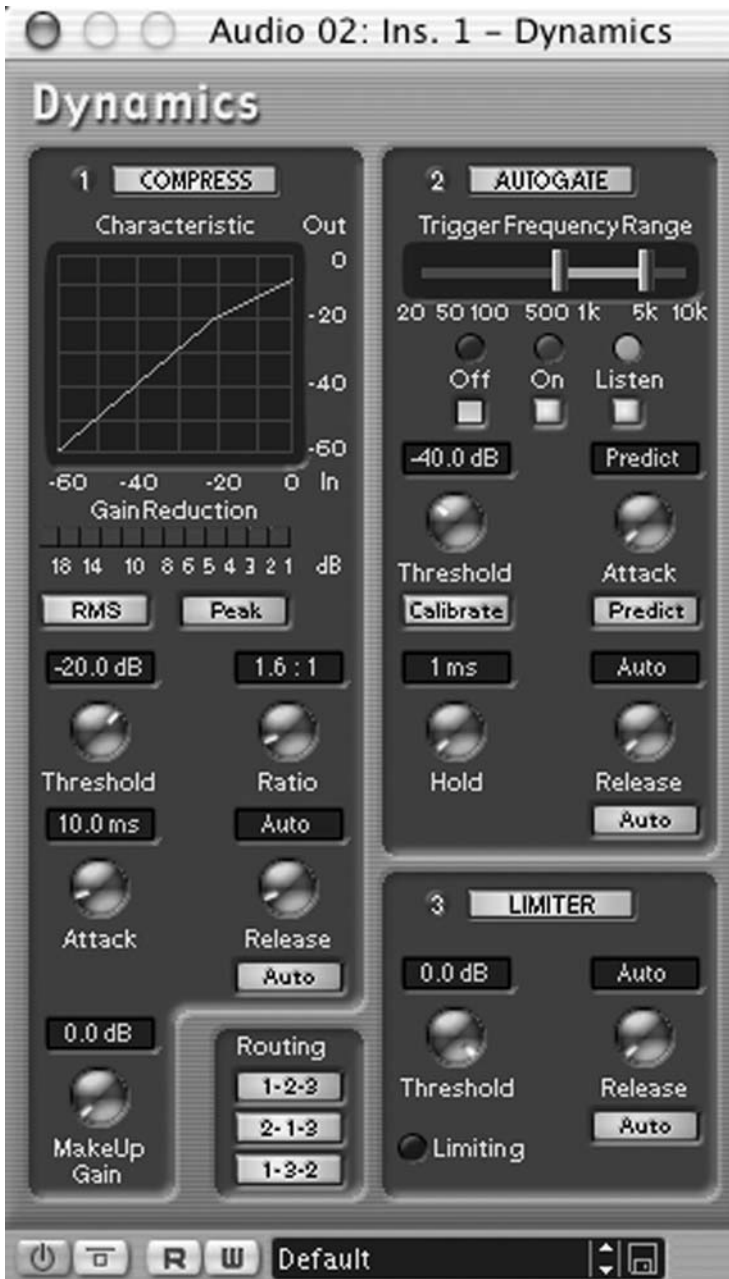 Audio 02: Ins. 1 – Dynamics
Dynamics
1 COMPRESS
Characteristic Out
0
-20
-40
-60
-60 -40 -20 0 In
Gain Reduction
18 14 10 8 6 5 4 3 2 1 dB
RMS Peak
-20.0 dB 1.6 : 1
Threshold Ratio
10.0 ms Auto
Attack Release
Auto
0.0 dB
MakeUp
Gain
Routing
1-2-3
2-1-3
1-3-2
2 AUTOGATE
Trigger Frequency Range
20 50 100 500 1k 5k 10k
Off On Listen
-40.0 dB Predict
Threshold Attack
Calibrate Predict
1 ms Auto
Hold Release
Auto
3 LIMITER
0.0 dB Auto
Threshold Release
Auto
Limiting
R W Default